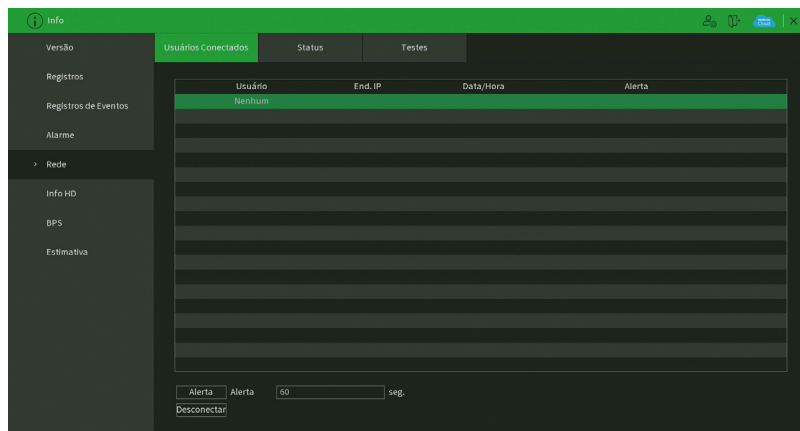 Info
Cloud
Versão
Registros
Registros de Eventos
Alarme
Rede
Info HD
BPS
Estimativa
Usuários Conectados
Status
Testes
Usuário
End. IP
Data/Hora
Alerta
Nenhum
Alerta
Alerta
60
seg.
Desconectar